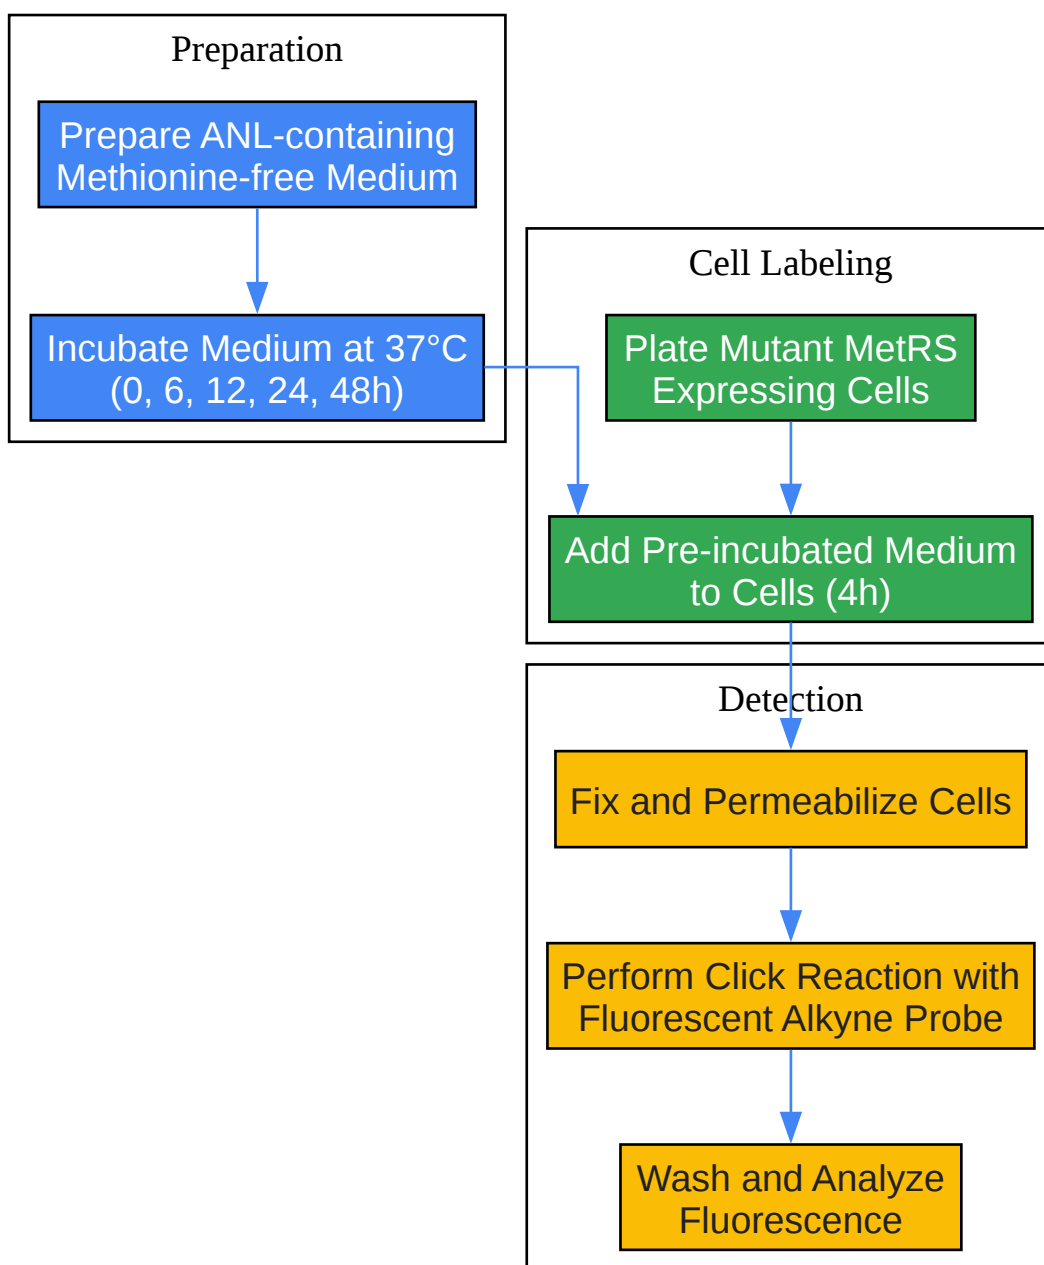 Preparation
Prepare ANL-containing
Methionine-free Medium
Incubate Medium at 37°C
(0, 6, 12, 24, 48h)
Cell Labeling
Plate Mutant MetRS
Expressing Cells
Add Pre-incubated Medium
to Cells (4h)
Detection
Fix and Permeabilize Cells
Perform Click Reaction with
Fluorescent Alkyne Probe
Wash and Analyze
Fluorescence